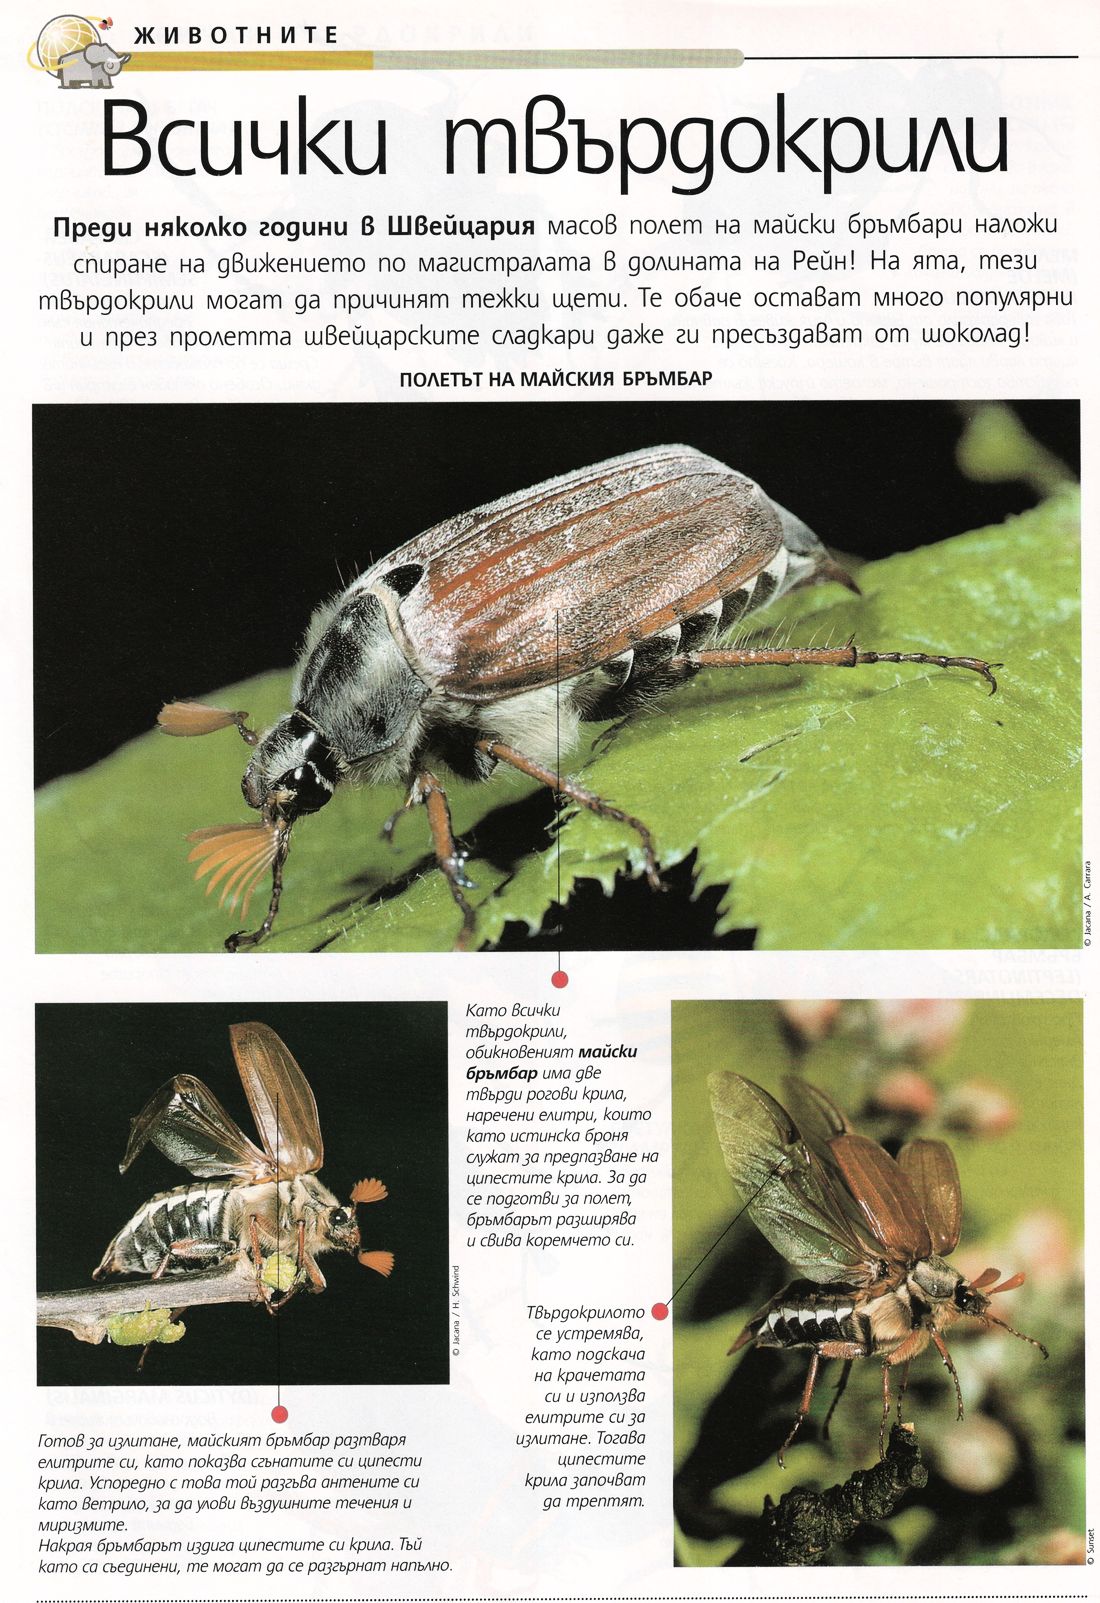 ЖИВОТНИТЕ
Всички твърдокрили
Преди няколко години в Швейцария масов полет на майски бръмбари наложи
спиране на движението по магистралата в долината на Рейн! На ята, тези
твърдокрили могат да причинят тежки щети. Те обаче остават много популярни
и през пролетта швейцарските сладкари даже ги пресъздават от шоколад!
ПОЛЕТЪТ НА МАЙСКИЯ БРЪМБАР
© Jacana / A. Carrara
Като всички
твърдокрили,
обикновеният майски
бръмбар има две
твърди рогови крила,
наречени елитри, които
като истинска броня
служат за предпазване на
ципестите крила. За да
се подготви за полет,
бръмбарът разширява
и свива коремчето си.
© Jacana / H. Schwind
Твърдокрилото
се устремява,
като подскача
на крачетата
си и използва
елитрите си за
излитане. Тогава
ципестите
крила започват
да трептят.
© Sunset
Готов за излитане, майският бръмбар разтваря
елитрите си, като показва сгънатите си ципести
крила. Успоредно с това той разгъва антените си
като ветрило, за да улови въздушните течения и
миризмите.
Накрая бръмбарът издига ципестите си крила. Тъй
като са съединени, те могат да се разгърнат напълно.